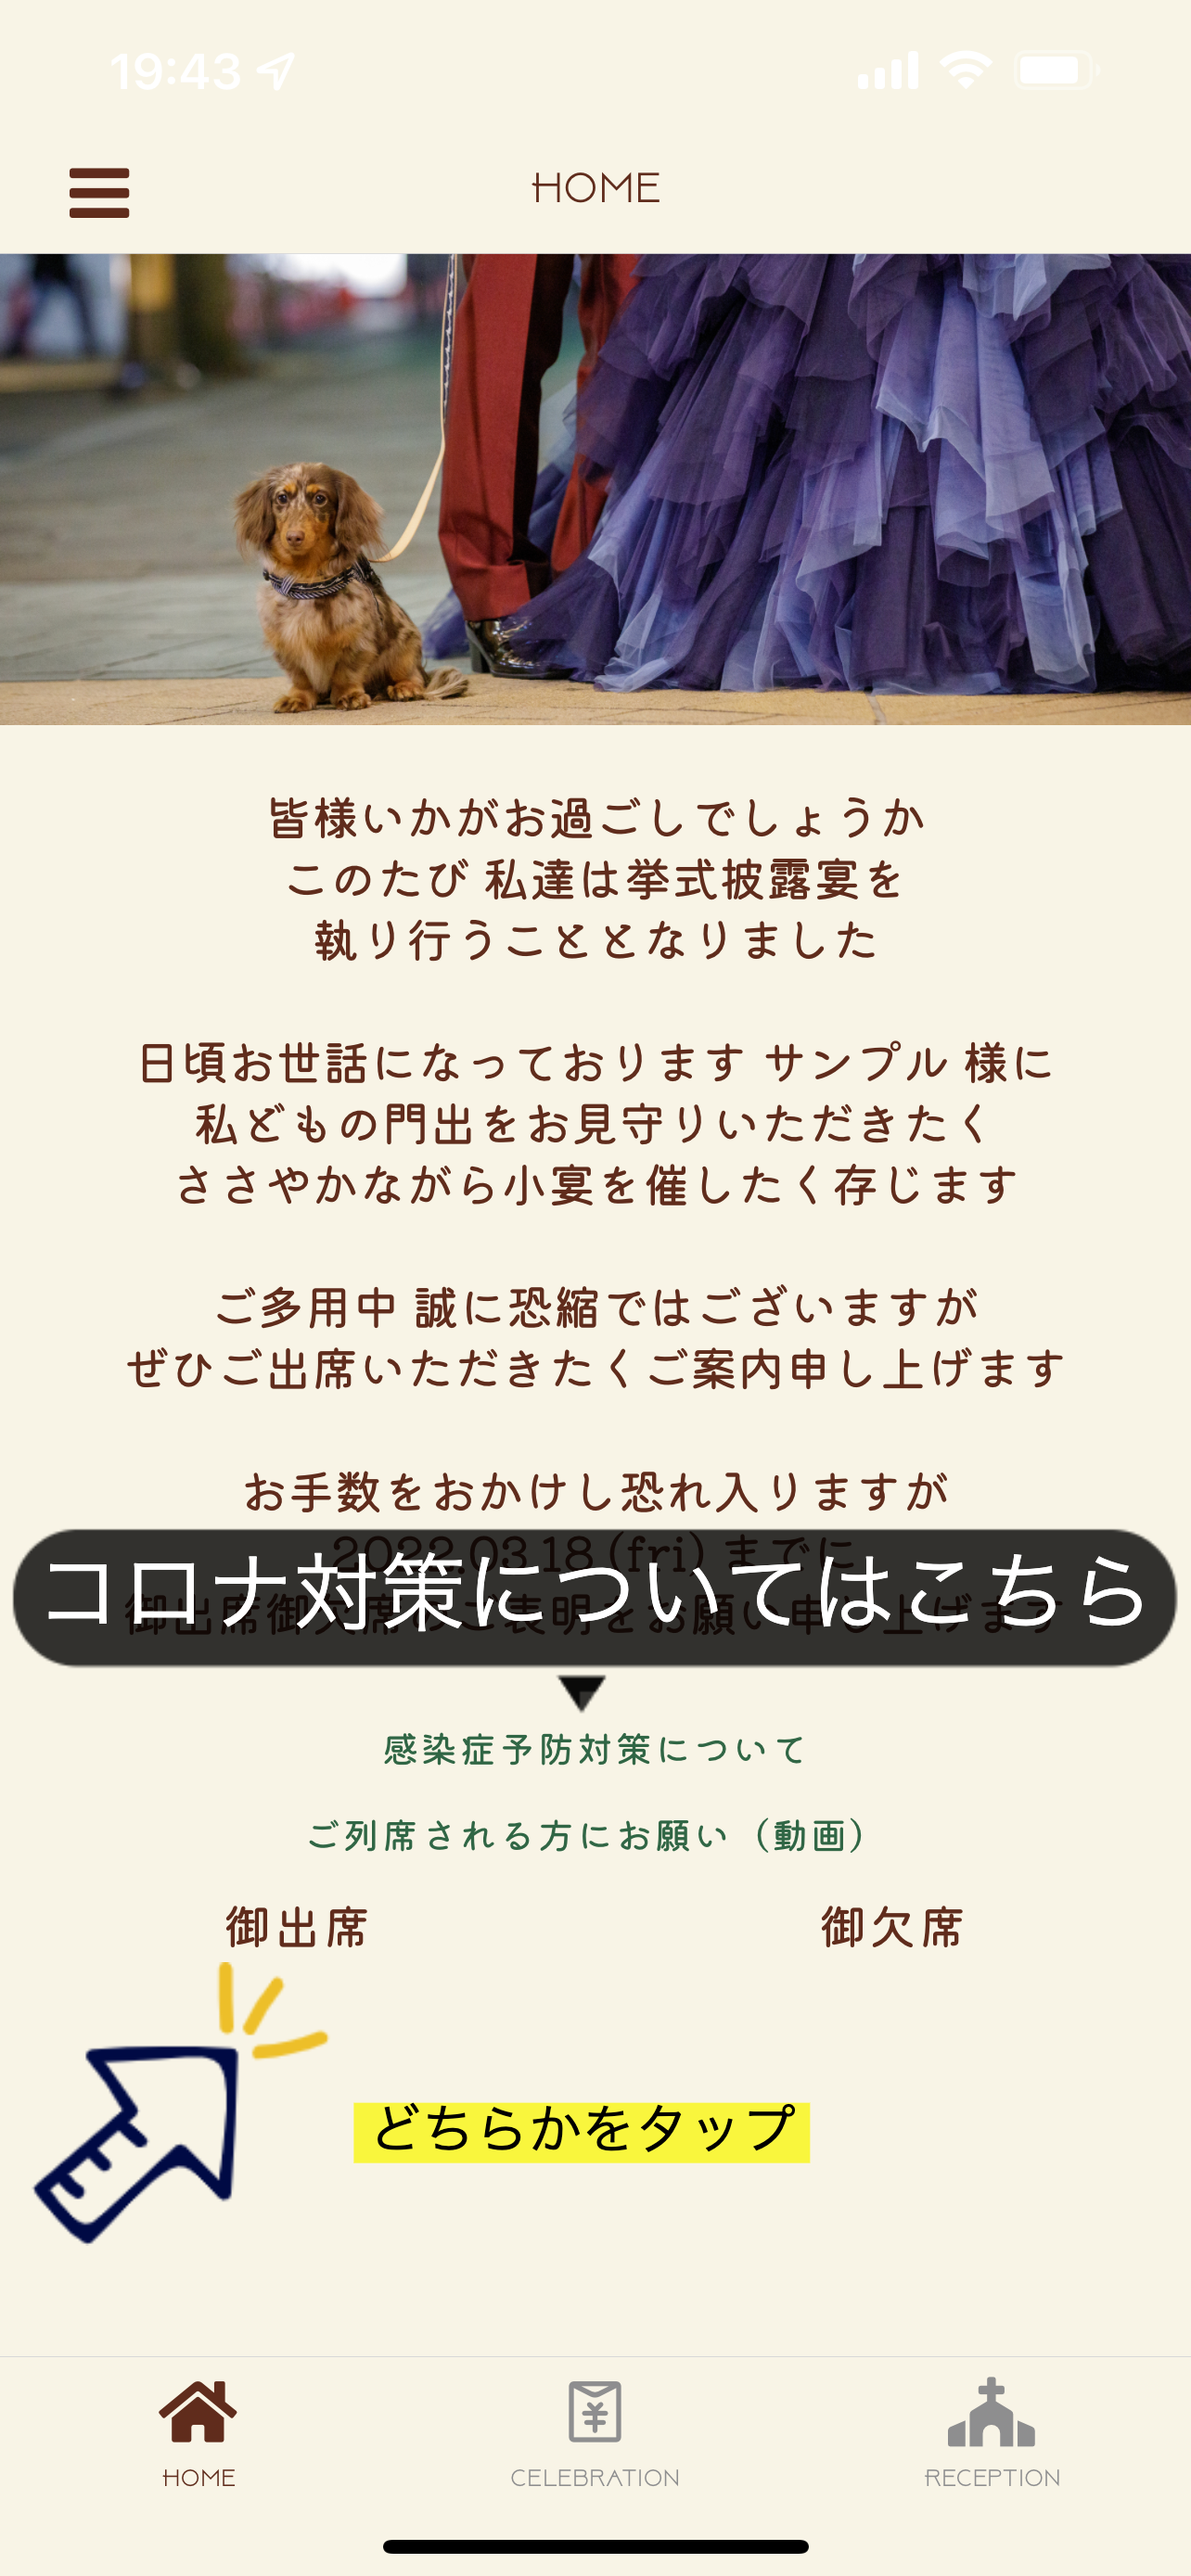 19:43
HOME
皆様いかがお過ごしでしょうか
このたび 私達は挙式披露宴を
執り行うこととなりました
日頃お世話になっております サンプル 様に
私どもの門出をお見守りいただきたく
ささやかながら小宴を催したく存じます
ご多用中 誠に恐縮ではございますが
ぜひご出席いただきたくご案内申し上げます
お手数をおかけし恐れ入りますが
2022.03.18 (fri) までに
御出席御欠席のご表明をお願い申し上げます
コロナ対策についてはこちら
感染症予防対策について
ご列席される方にお願い（動画）
御出席 御欠席
どちらかをタップ
HOME CELEBRATION RECEPTION